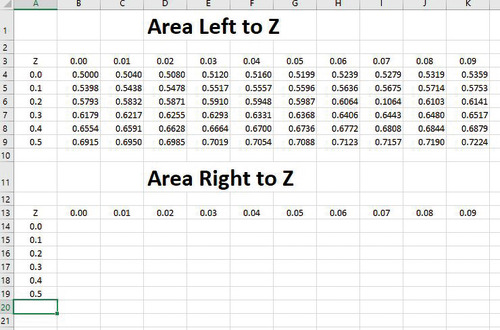 A B C D E F G H I J K
1 Area Left to Z
2
3 Z 0.00 0.01 0.02 0.03 0.04 0.05 0.06 0.07 0.08 0.09
4 0.0 0.5000 0.5040 0.5080 0.5120 0.5160 0.5199 0.5239 0.5279 0.5319 0.5359
5 0.1 0.5398 0.5438 0.5478 0.5517 0.5557 0.5596 0.5636 0.5675 0.5714 0.5753
6 0.2 0.5793 0.5832 0.5871 0.5910 0.5948 0.5987 0.6064 0.1064 0.6103 0.6141
7 0.3 0.6179 0.6217 0.6255 0.6293 0.6331 0.6368 0.6406 0.6443 0.6480 0.6517
8 0.4 0.6554 0.6591 0.6628 0.6664 0.6700 0.6736 0.6772 0.6808 0.6844 0.6879
9 0.5 0.6915 0.6950 0.6985 0.7019 0.7054 0.7088 0.7123 0.7157 0.7190 0.7224
10
11 Area Right to Z
12
13 Z 0.00 0.01 0.02 0.03 0.04 0.05 0.06 0.07 0.08 0.09
14 0.0
15 0.1
16 0.2
17 0.3
18 0.4
19 0.5
20
21